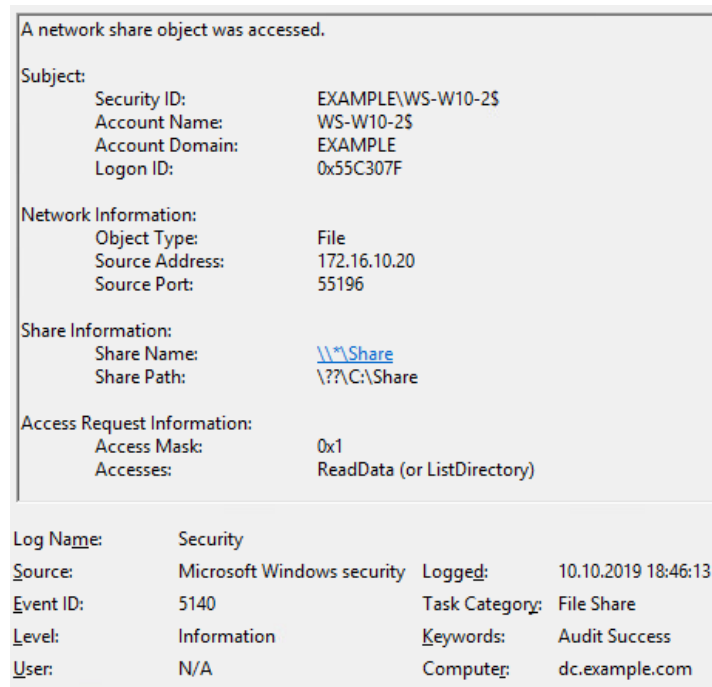 A network share object was accessed.
Subject:
Security ID: EXAMPLE\WS-W10-2$
Account Name: WS-W10-2$
Account Domain: EXAMPLE
Logon ID: 0x55C307F
Network Information:
Object Type: File
Source Address: 172.16.10.20
Source Port: 55196
Share Information:
Share Name: \\*\Share
Share Path: \??\C:\Share
Access Request Information:
Access Mask: 0x1
Accesses: ReadData (or ListDirectory)
Log Name: Security
Source: Microsoft Windows security Logged: 10.10.2019 18:46:13
Event ID: 5140 Task Category: File Share
Level: Information Keywords: Audit Success
User: N/A Computer: dc.example.com